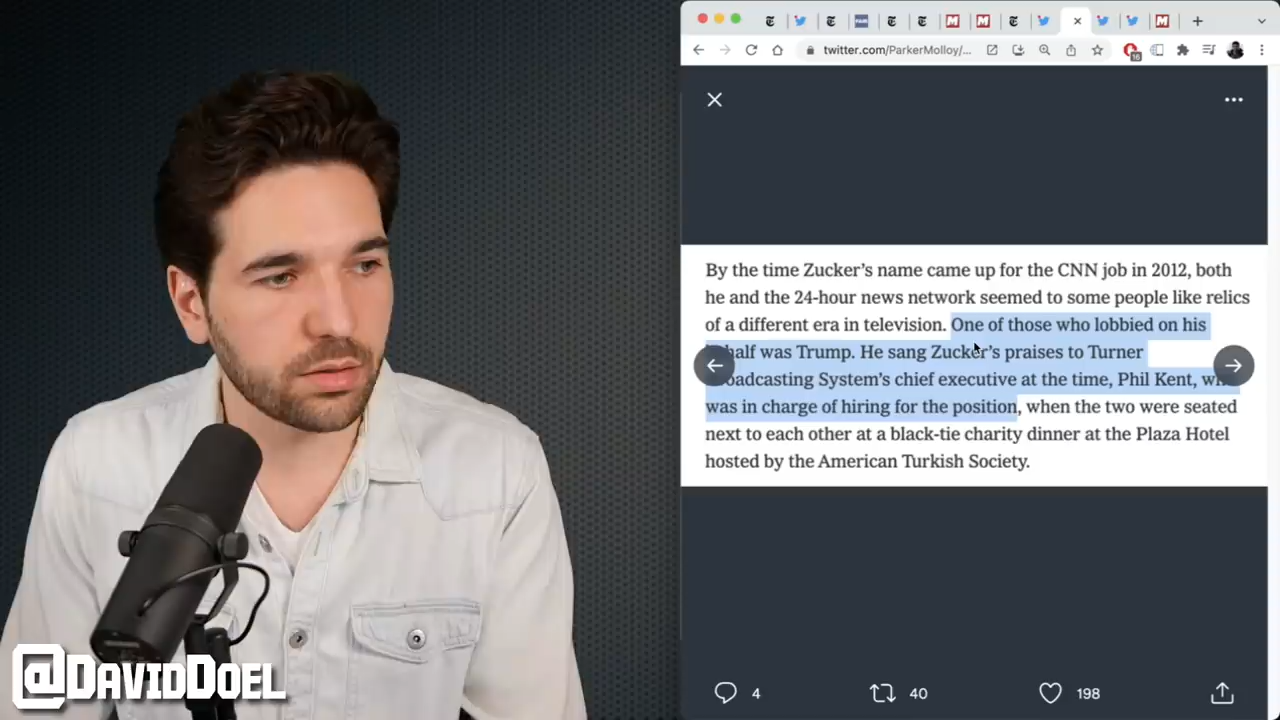 twitter.com/ParkerMolloy/...
16
By the time Zucker's name came up for the CNN job in 2012, both
he and the 24-hour news network seemed to some people like relics
of a different era in television. One of those who lobbied on his
half was Trump. He sang Zucker's praises to Turner
oadcasting System's chief executive at the time, Phil Kent, wh
was in charge of hiring for the position, when the two were seated
next to each other at a black-tie charity dinner at the Plaza Hotel
hosted by the American Turkish Society.
4 40 198
@DavidDoel